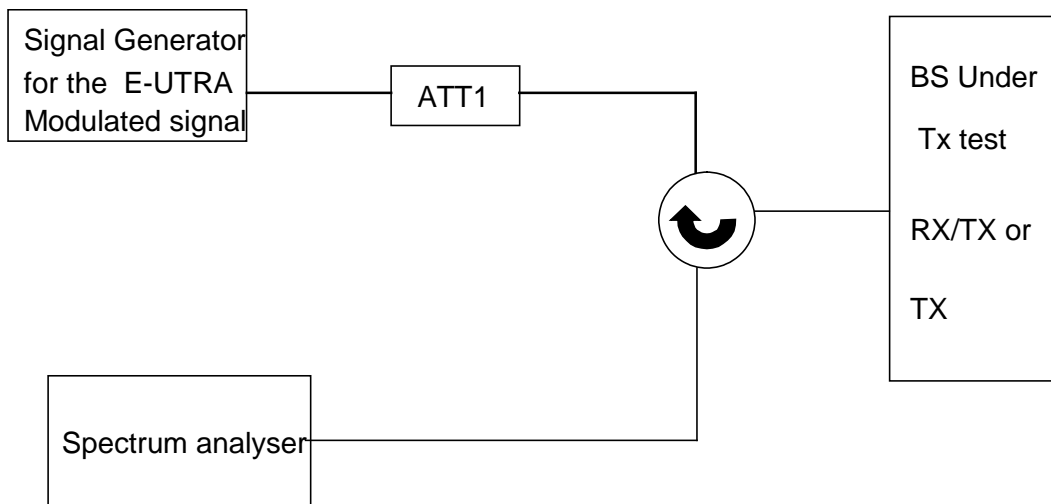 Signal Generator
for the E-UTRA
Modulated signal
ATT1
BS Under
Tx test
RX/TX or
TX
Spectrum analyser